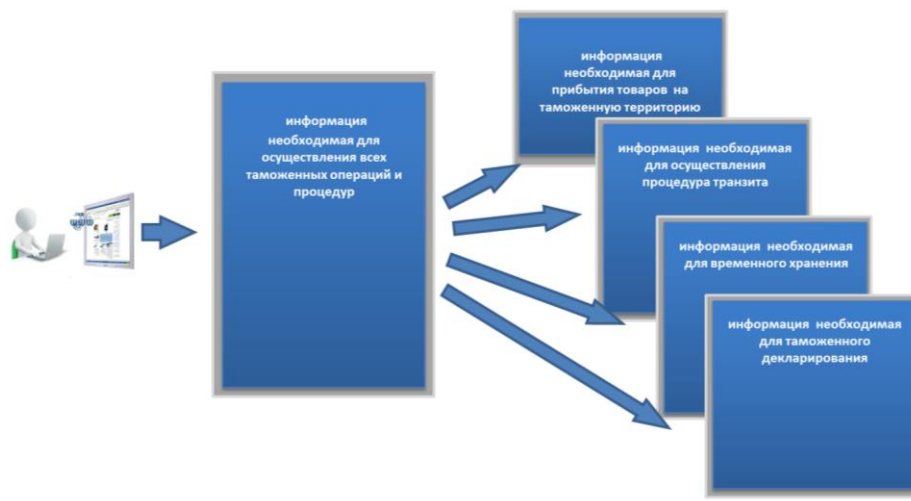 информация
необходимая для
осуществления всех
таможенных операций и
процедур
информация
необходимая для
прибытия товаров на
таможенную территорию
информация необходимая
для осуществления
процедура транзита
информация необходимая
для временного хранения
информация необходимая
для таможенного
декларирования